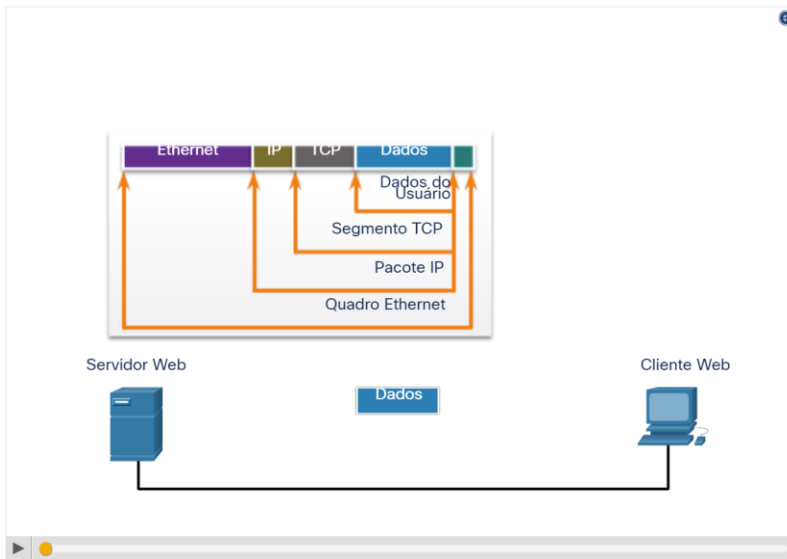 Ethernet IP TCP Dados
Dados do
Usuário
Segmento TCP
Pacote IP
Quadro Ethernet
Servidor Web
Cliente Web
Dados